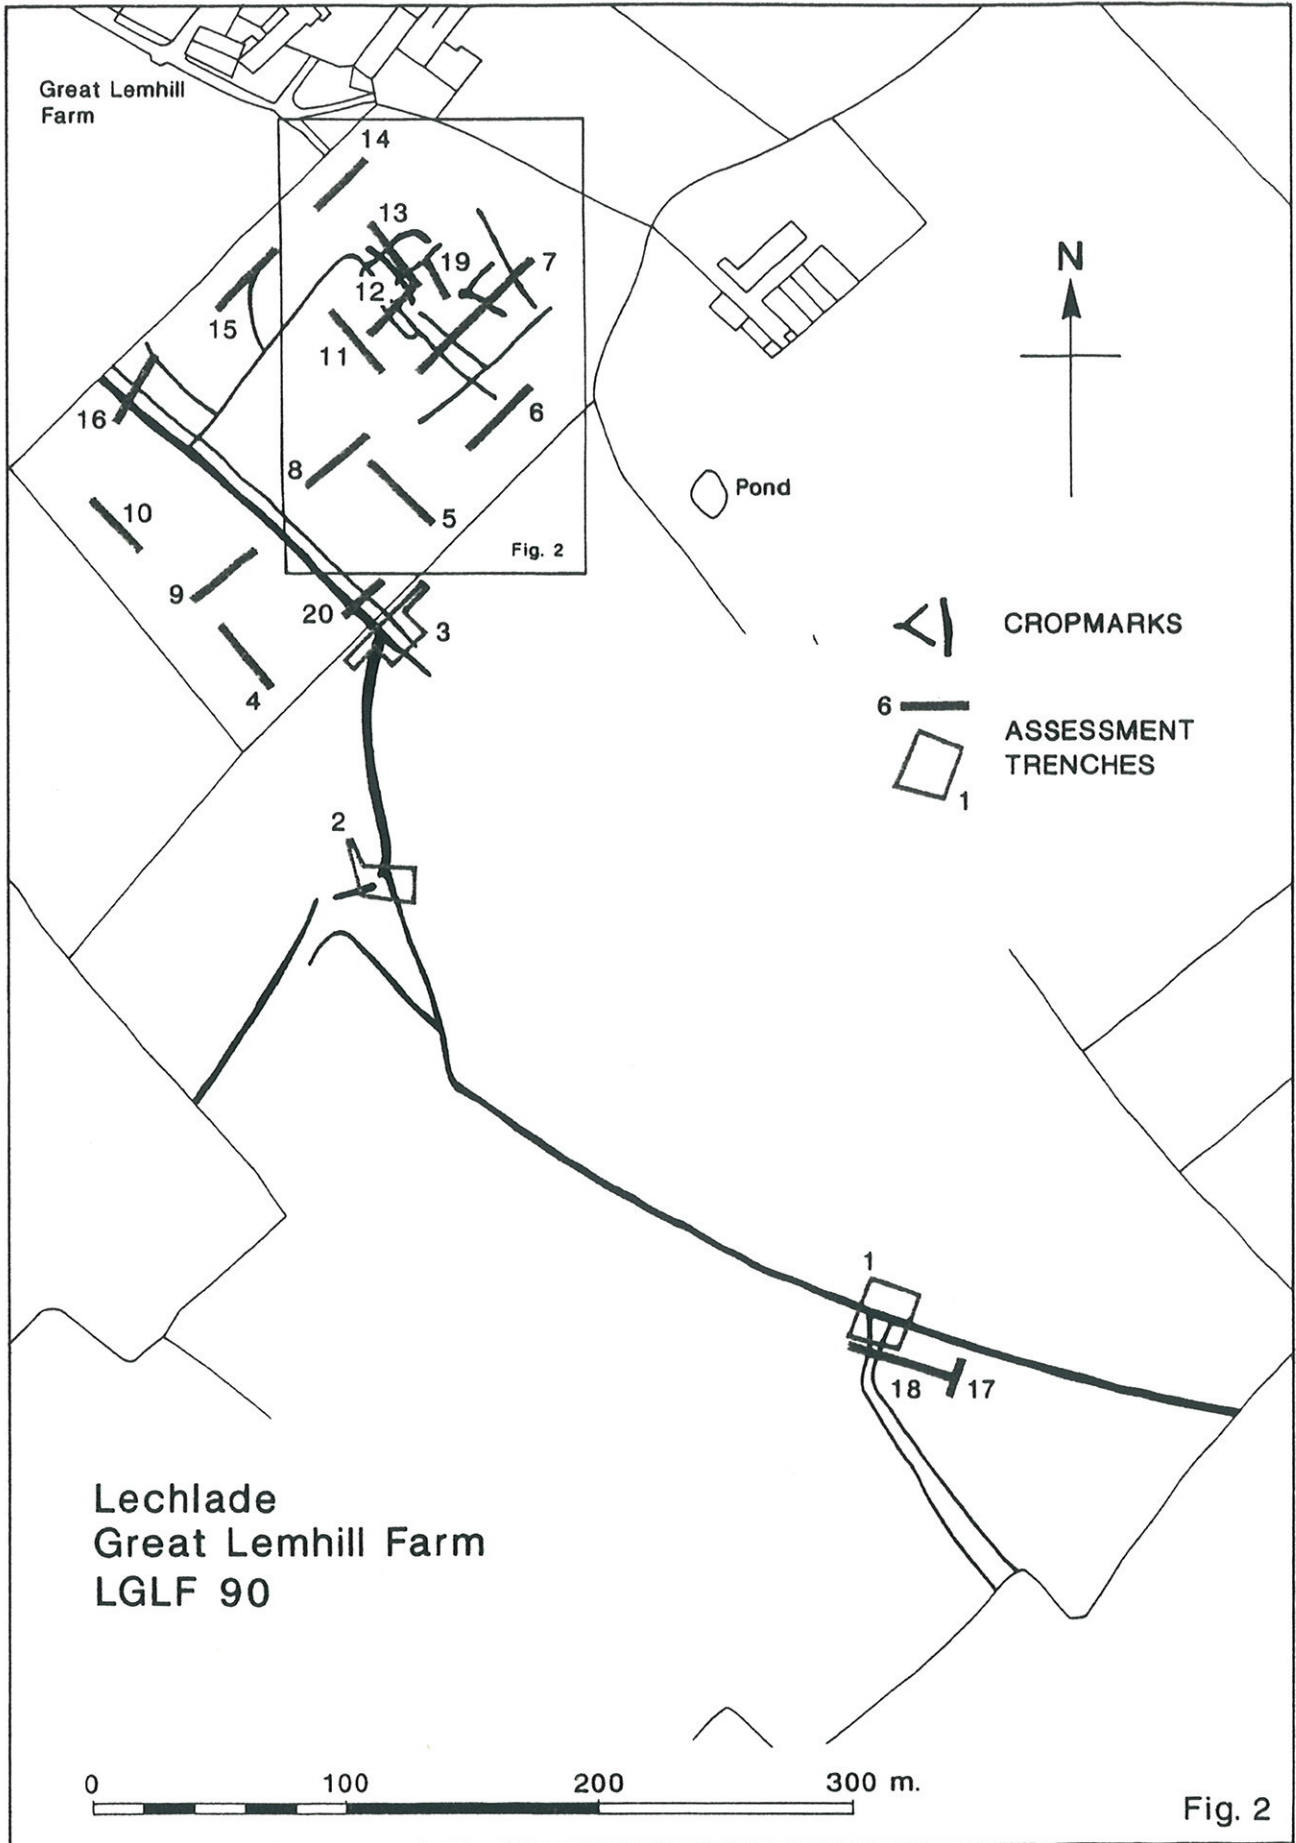 Great Lemhill
Farm
14
13
19
7
12
15
11
6
16
8
5
10
Fig. 2
9
20
3
4
N
Pond
CROPMARKS
6
ASSESSMENT
TRENCHES
1
2
1
18
17
Lechlade
Great Lemhill Farm
LGLF 90
0 100 200 300 m.
Fig. 2